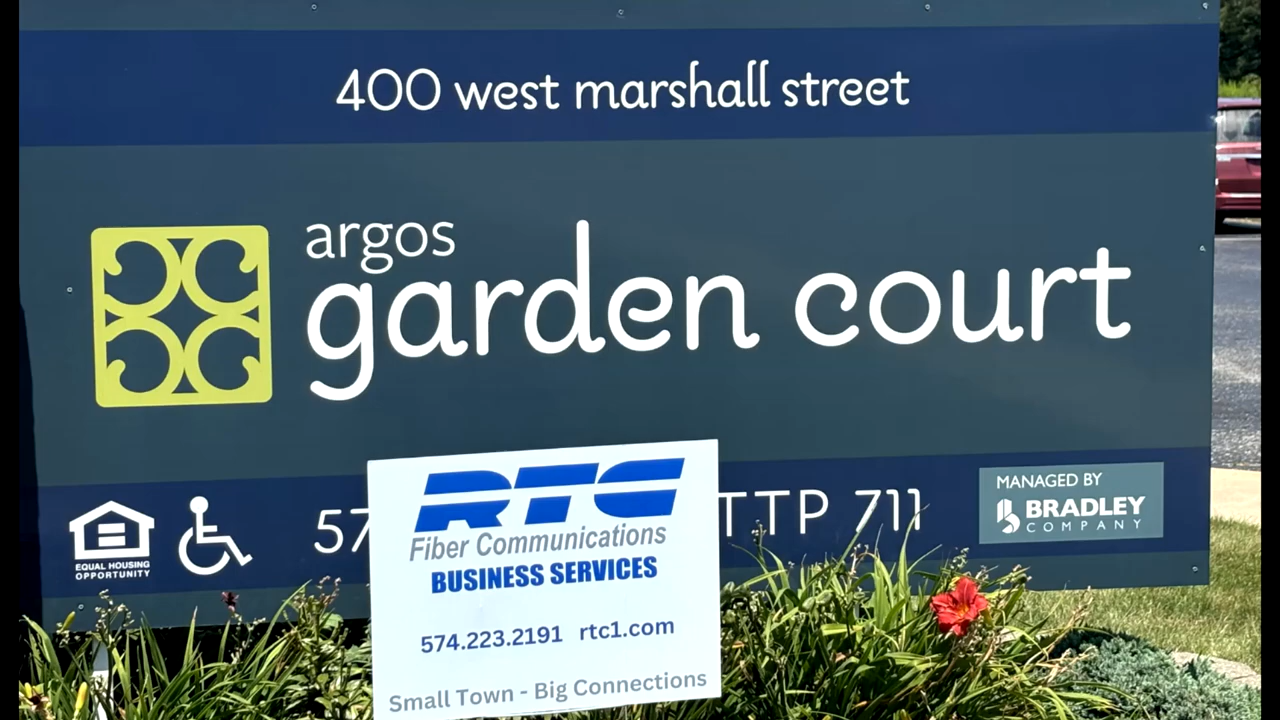 400 west marshall street
argos
garden court
EQUAL HOUSING
OPPORTUNITY
57
TTP 711
MANAGED BY
BRADLEY
COMPANY
RTC
Fiber Communications
BUSINESS SERVICES
574.223.2191 rtc1.com
Small Town - Big Connections